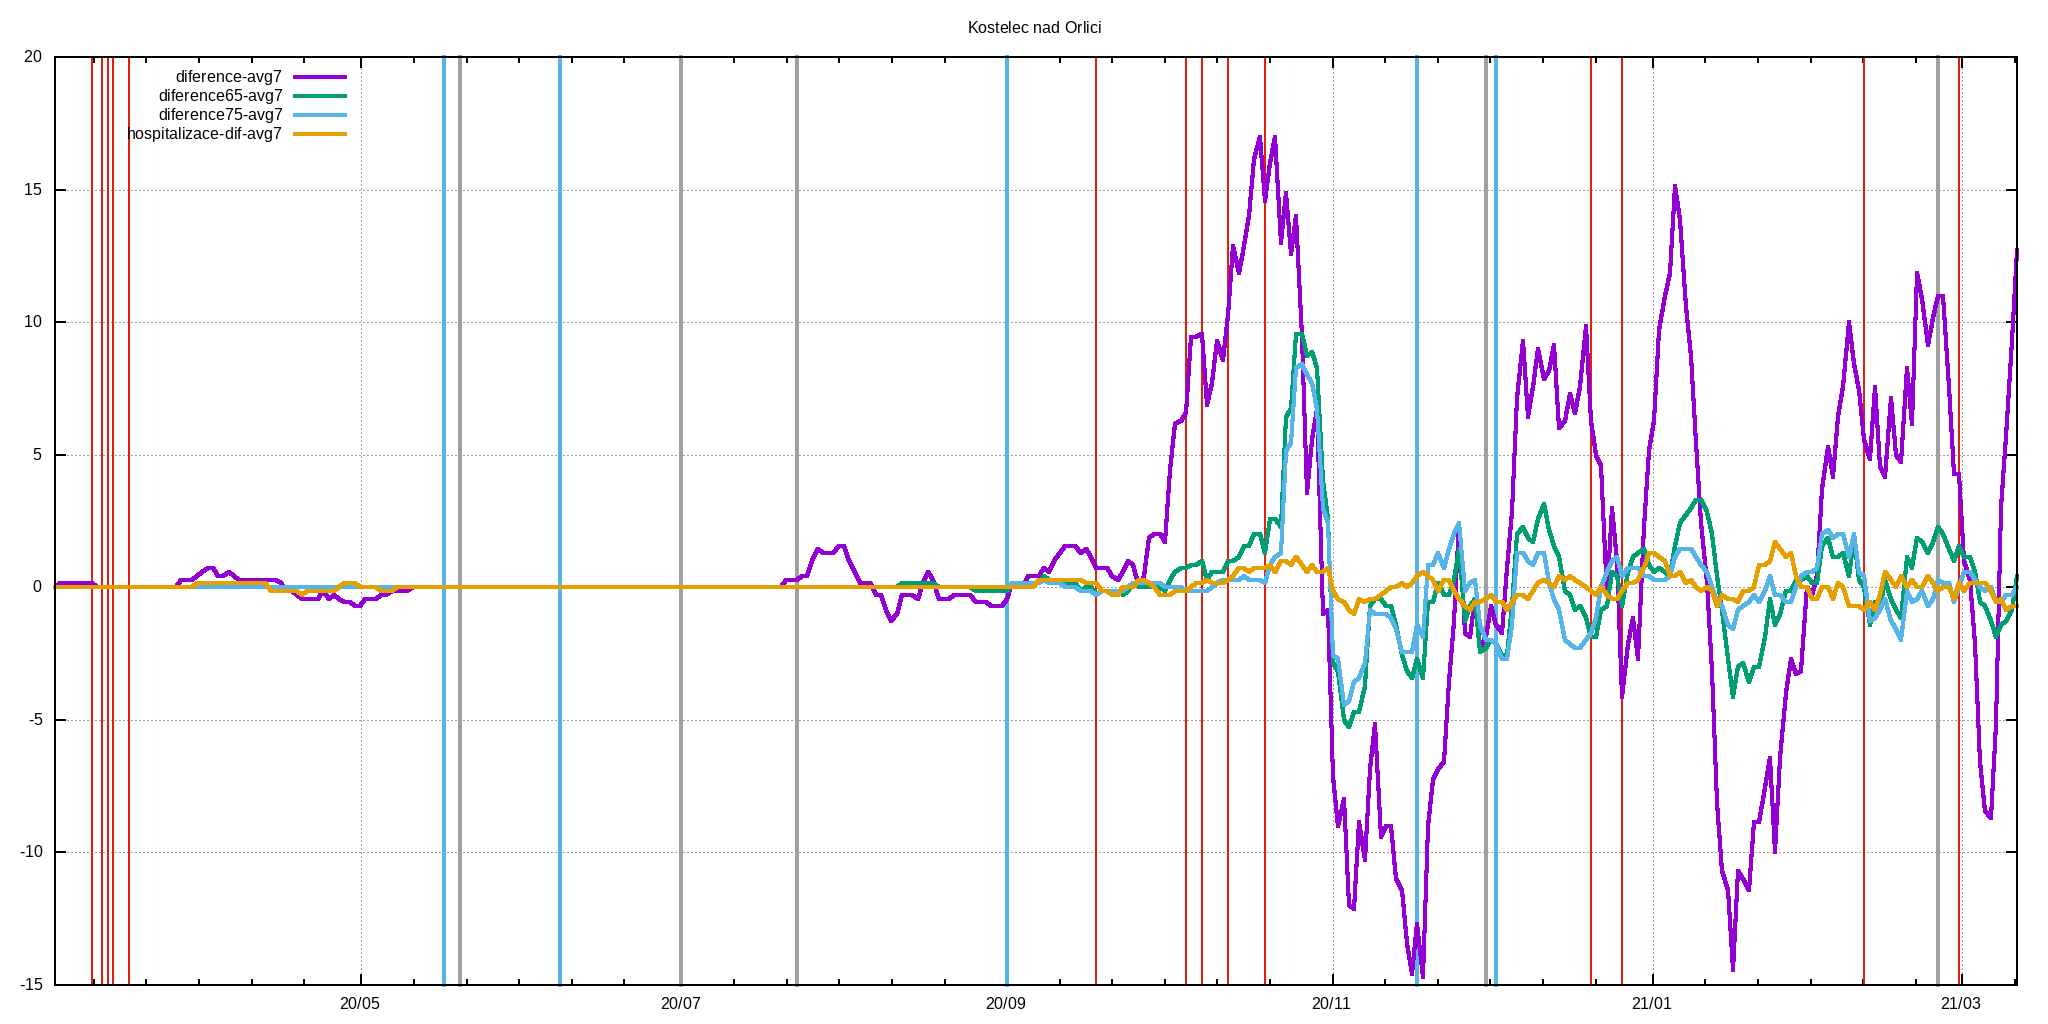 Kostelec nad Orlici
20
15
10
5
0
-5
-10
-15
diference-avg7
diference65-avg7
diference75-avg7
hospitalizace-dif-avg7
20/05
20/07
20/09
20/11
21/01
21/03